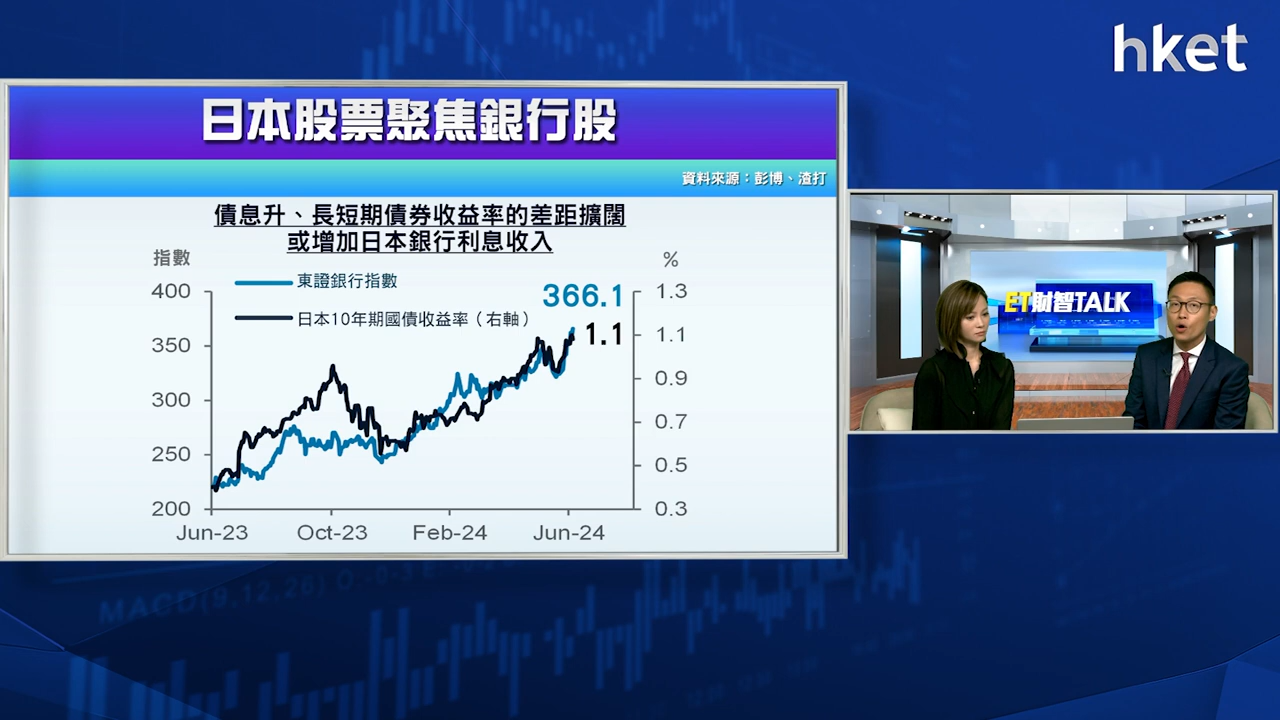 hket
日本股票聚焦銀行股
資料來源：彭博、渣打
債息升、長短期債券收益率的差距擴闊
或增加日本銀行利息收入
指數
%
東證銀行指數
日本10年期國債收益率（右軸）
366.1
1.1
400
350
300
250
200
1.3
1.1
0.9
0.7
0.5
0.3
Jun-23
Oct-23
Feb-24
Jun-24
ET財智TALK
MACD(9,12,26)